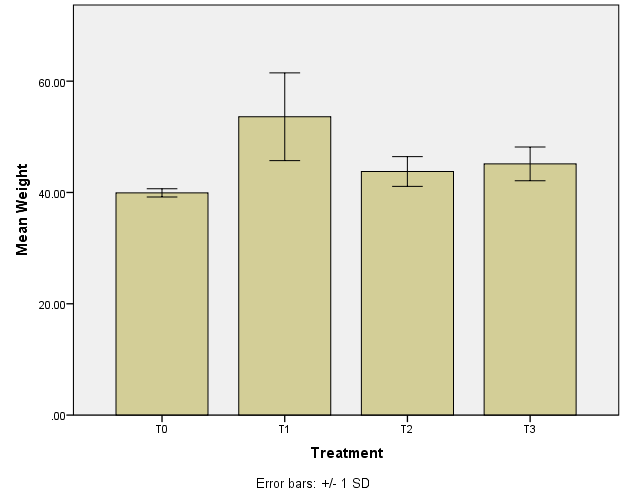 Mean Weight
60.00
40.00
20.00
.00
T0 T1 T2 T3
Treatment
Error bars: +/- 1 SD